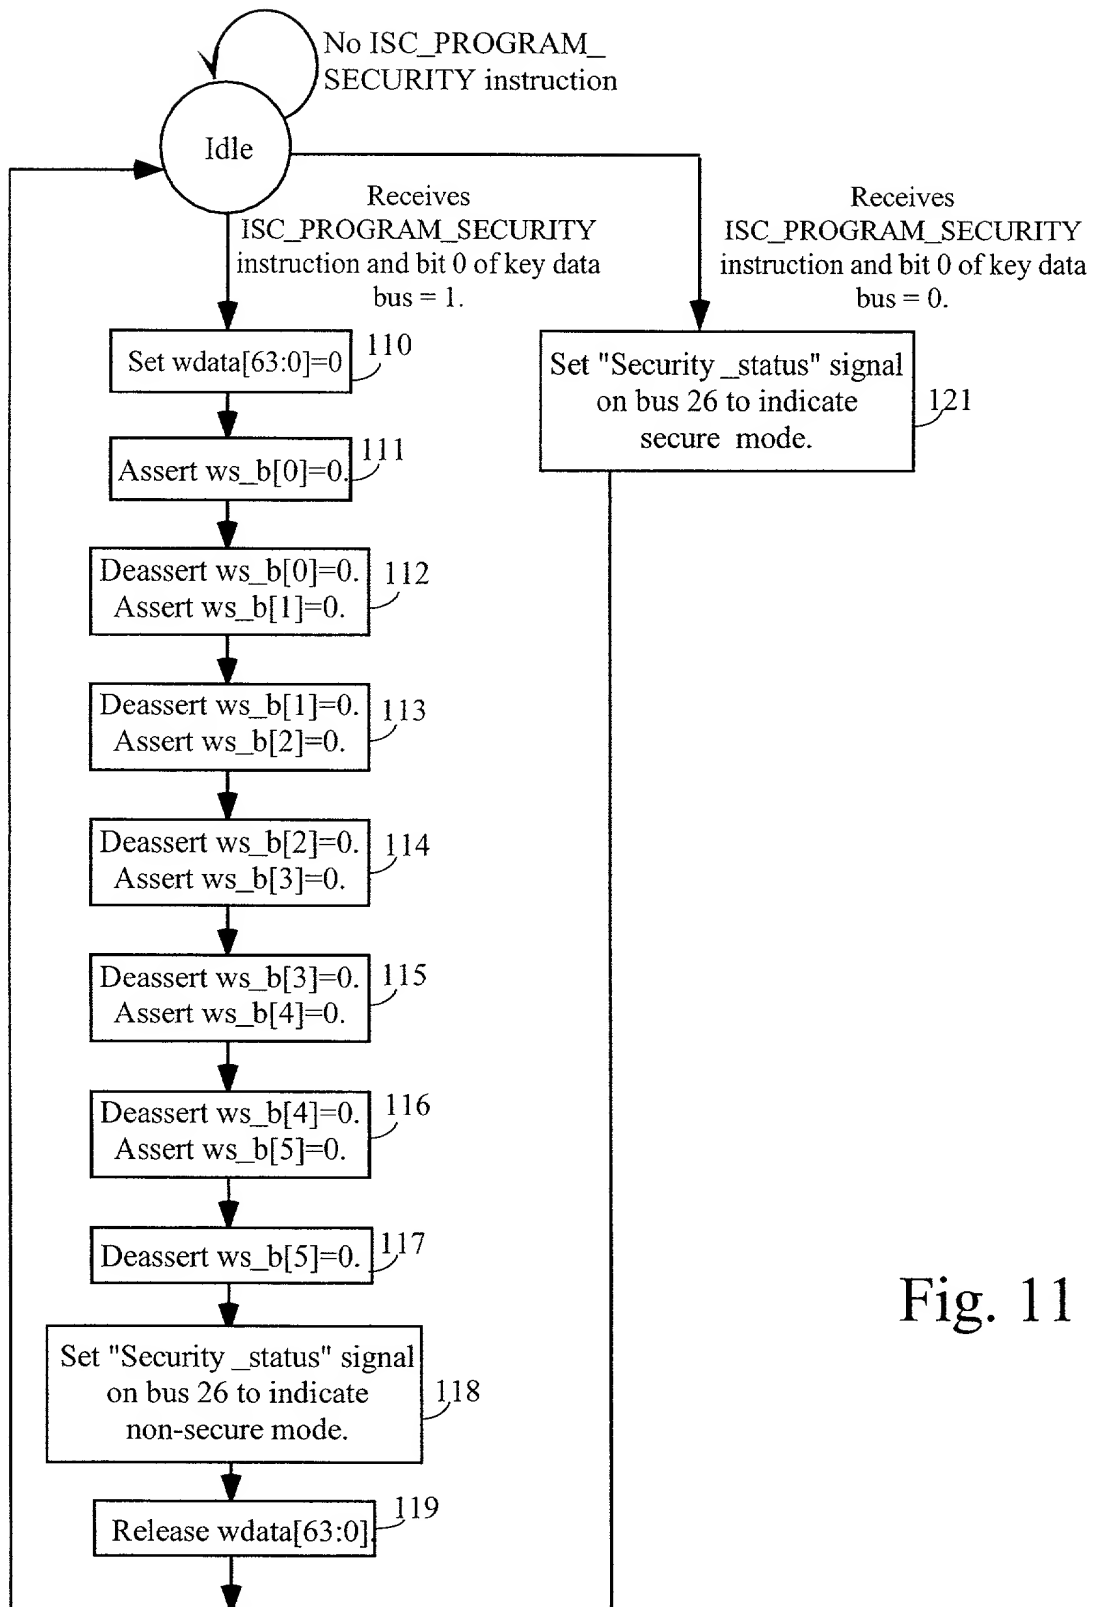 No ISC_PROGRAM_
SECURITY instruction
Idle
Receives
ISC_PROGRAM_SECURITY
instruction and bit 0 of key data
bus = 1.
Receives
ISC_PROGRAM_SECURITY
instruction and bit 0 of key data
bus = 0.
Set wdata[63:0]=0
110
Set "Security_status" signal
on bus 26 to indicate
secure mode.
121
Assert ws_b[0]=0.
111
Deassert ws_b[0]=0.
Assert ws_b[1]=0.
112
Deassert ws_b[1]=0.
Assert ws_b[2]=0.
113
Deassert ws_b[2]=0.
Assert ws_b[3]=0.
114
Deassert ws_b[3]=0.
Assert ws_b[4]=0.
115
Deassert ws_b[4]=0.
Assert ws_b[5]=0.
116
Deassert ws_b[5]=0.
117
Set "Security_status" signal
on bus 26 to indicate
non-secure mode.
118
Release wdata[63:0].
119
Fig. 11